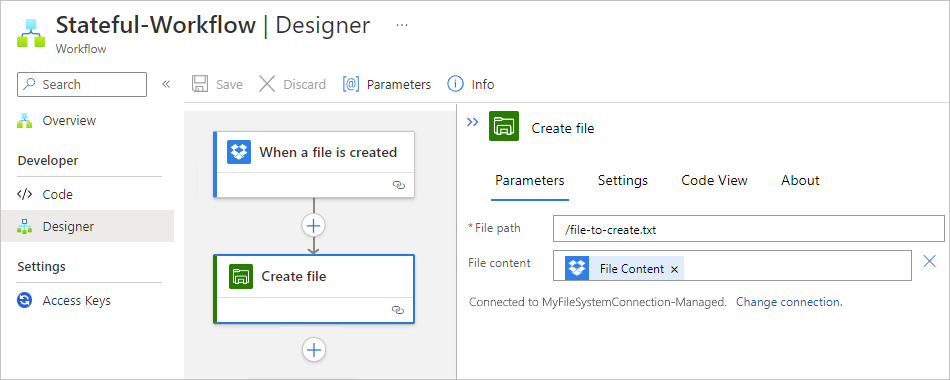 Stateful-Workflow | Designer ...
Workflow
Search «
Save Discard [@] Parameters Info
Overview
Developer
</> Code
Designer
Settings
Access Keys
When a file is created
Create file
Create file
Parameters Settings Code View About
* File path /file-to-create.txt
File content File Content ×
Connected to MyFileSystemConnection-Managed. Change connection.